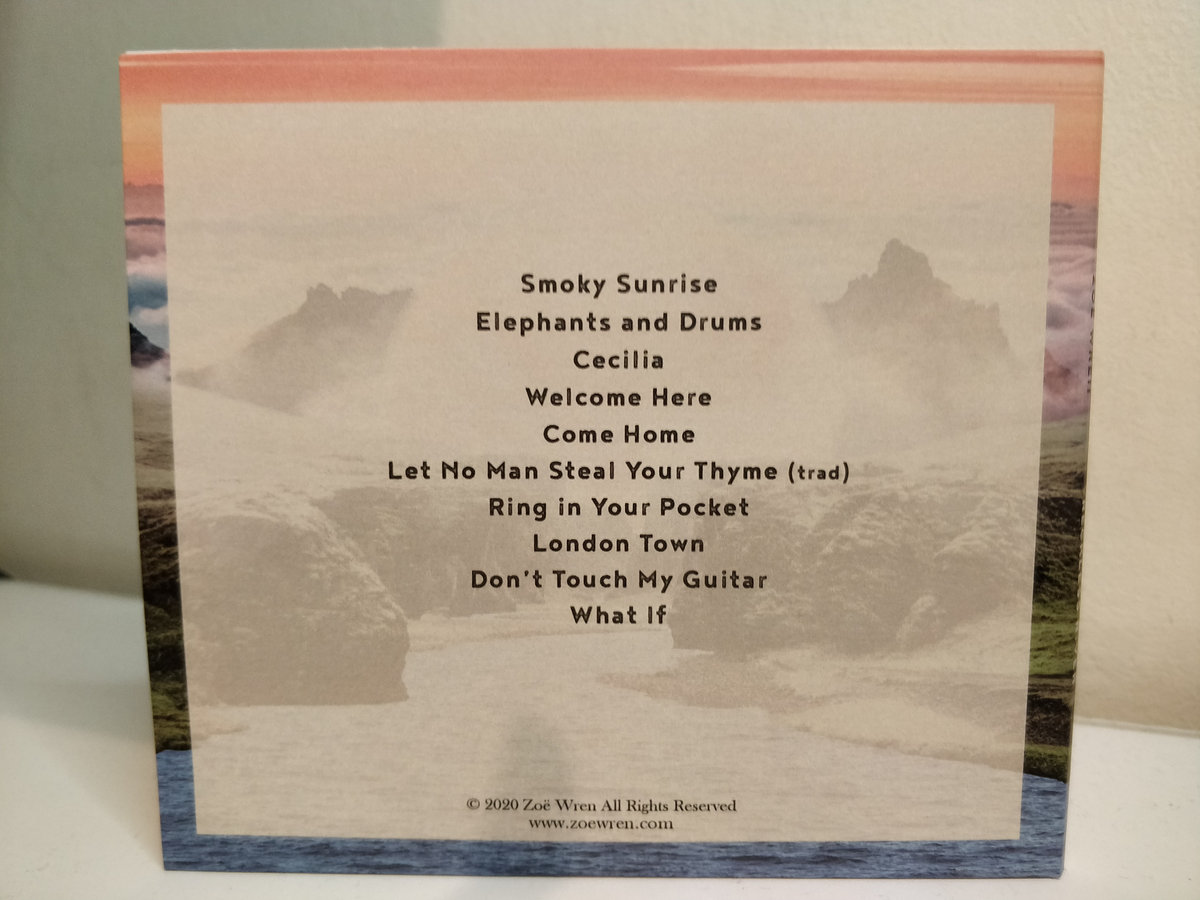 Smoky Sunrise
Elephants and Drums
Cecilia
Welcome Here
Come Home
Let No Man Steal Your Thyme (trad)
Ring in Your Pocket
London Town
Don't Touch My Guitar
What If
© 2020 Zoë Wren All Rights Reserved
www.zoewren.com